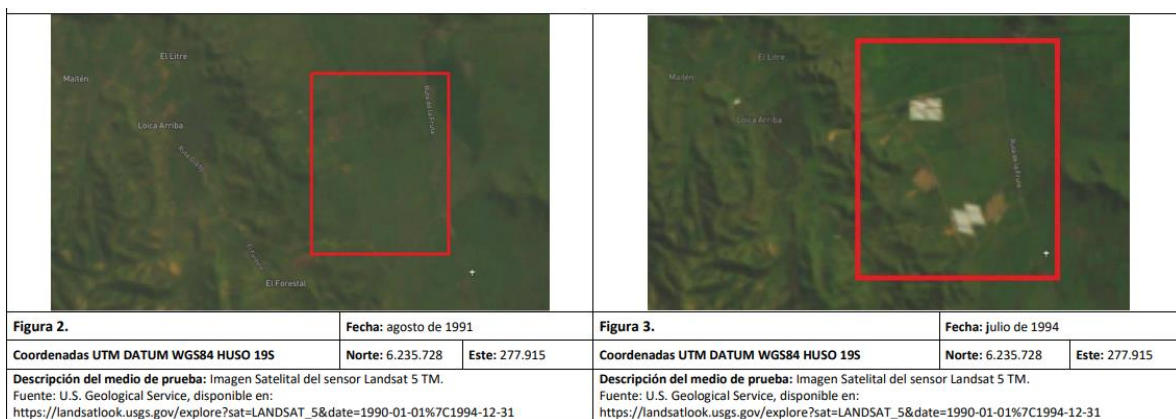 El Litre
Maitén
Loica Arriba
Ruta G-692
Ruta de la Fruta
El Forestal
El Litre
Loica Arriba
Ruta de la Fruta
Figura 2.
Fecha: agosto de 1991
Coordenadas UTM DATUM WGS84 HUSO 19S
Norte: 6.235.728
Este: 277.915
Descripción del medio de prueba: Imagen Satelital del sensor Landsat 5 TM.
Fuente: U.S. Geological Service, disponible en:
https://landsatlook.usgs.gov/explore?sat=LANDSAT_5&date=1990-01-01%7C1994-12-31
Figura 3.
Fecha: julio de 1994
Coordenadas UTM DATUM WGS84 HUSO 19S
Norte: 6.235.728
Este: 277.915
Descripción del medio de prueba: Imagen Satelital del sensor Landsat 5 TM.
Fuente: U.S. Geological Service, disponible en:
https://landsatlook.usgs.gov/explore?sat=LANDSAT_5&date=1990-01-01%7C1994-12-31